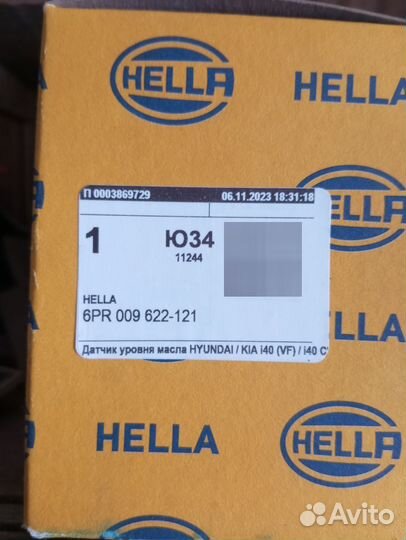 HELLA
HELLA
П 0003869729
06.11.2023 18:31:18
1
Ю34
11244
HELLA
HELLA
6PR 009 622-121
Датчик уровня масла HYUNDAI / KIA i40 (VF) / i40
HELLA
HELLA
Avito